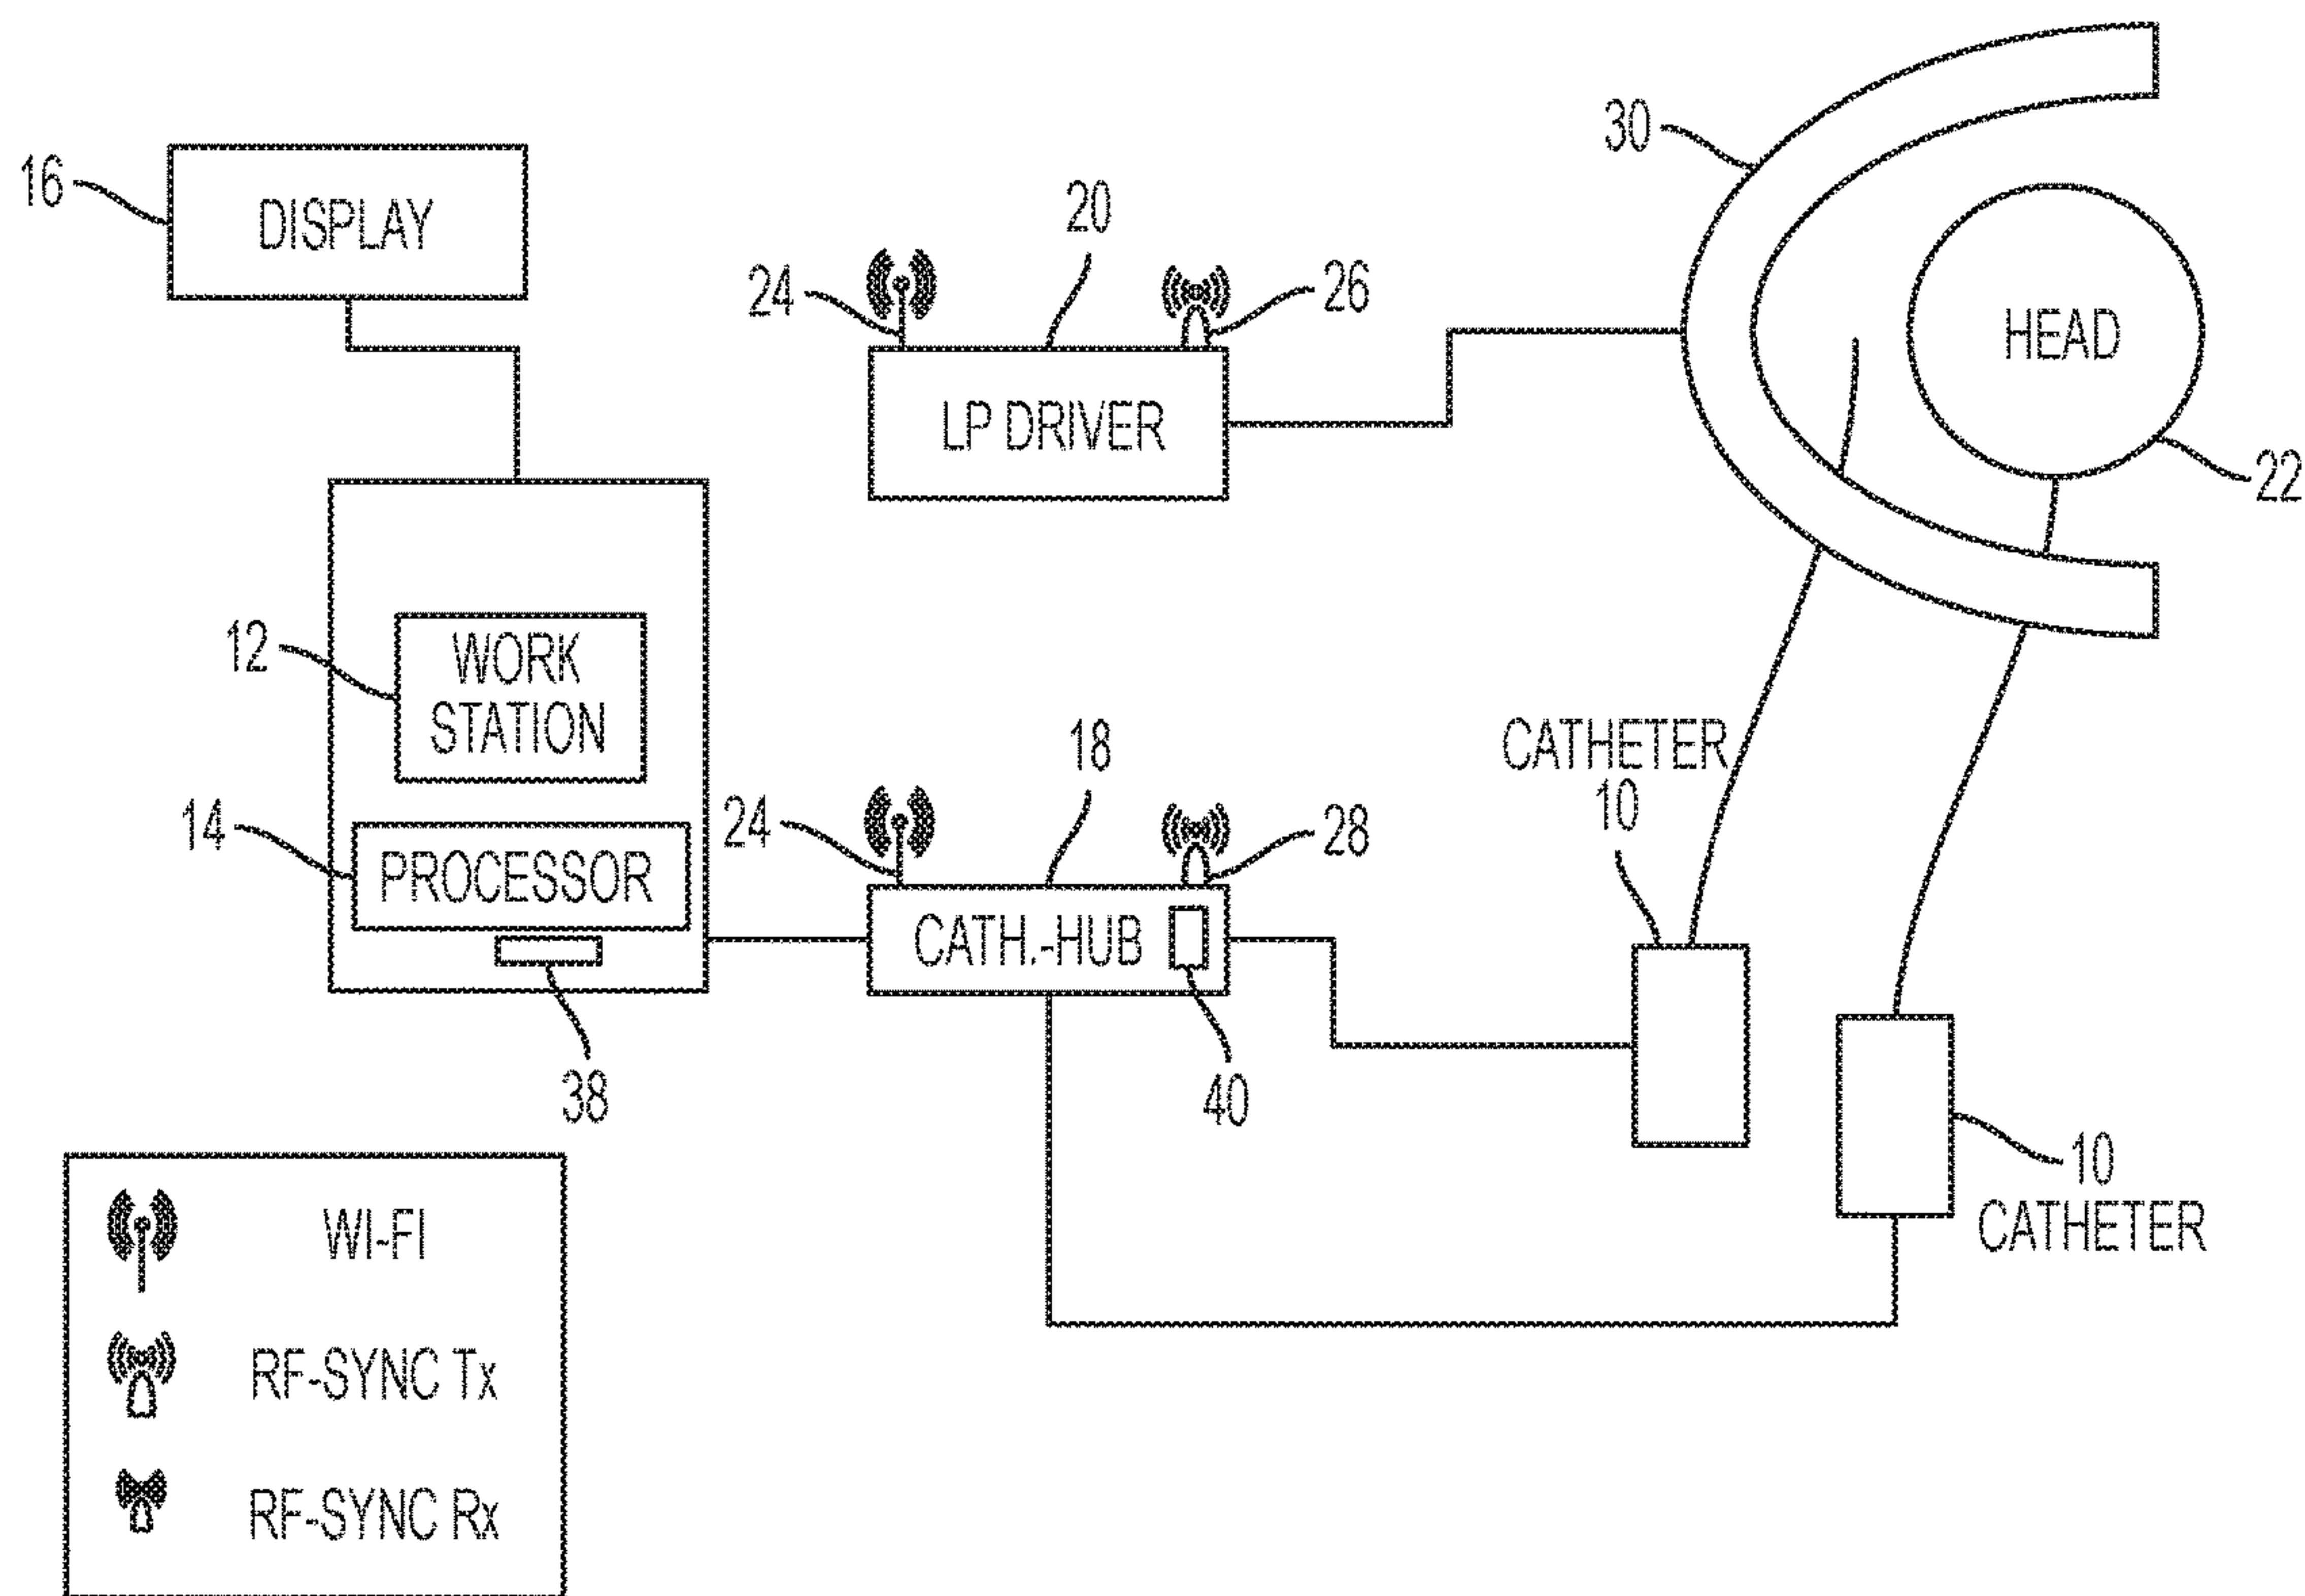 30
16
DISPLAY
20
24
26
HEAD
LP DRIVER
22
12
WORK
STATION
18
CATHETER
10
14
24
28
PROCESSOR
CATH.-HUB
38
40
10
CATHETER
WI-FI
RF-SYNC Tx
RF-SYNC Rx